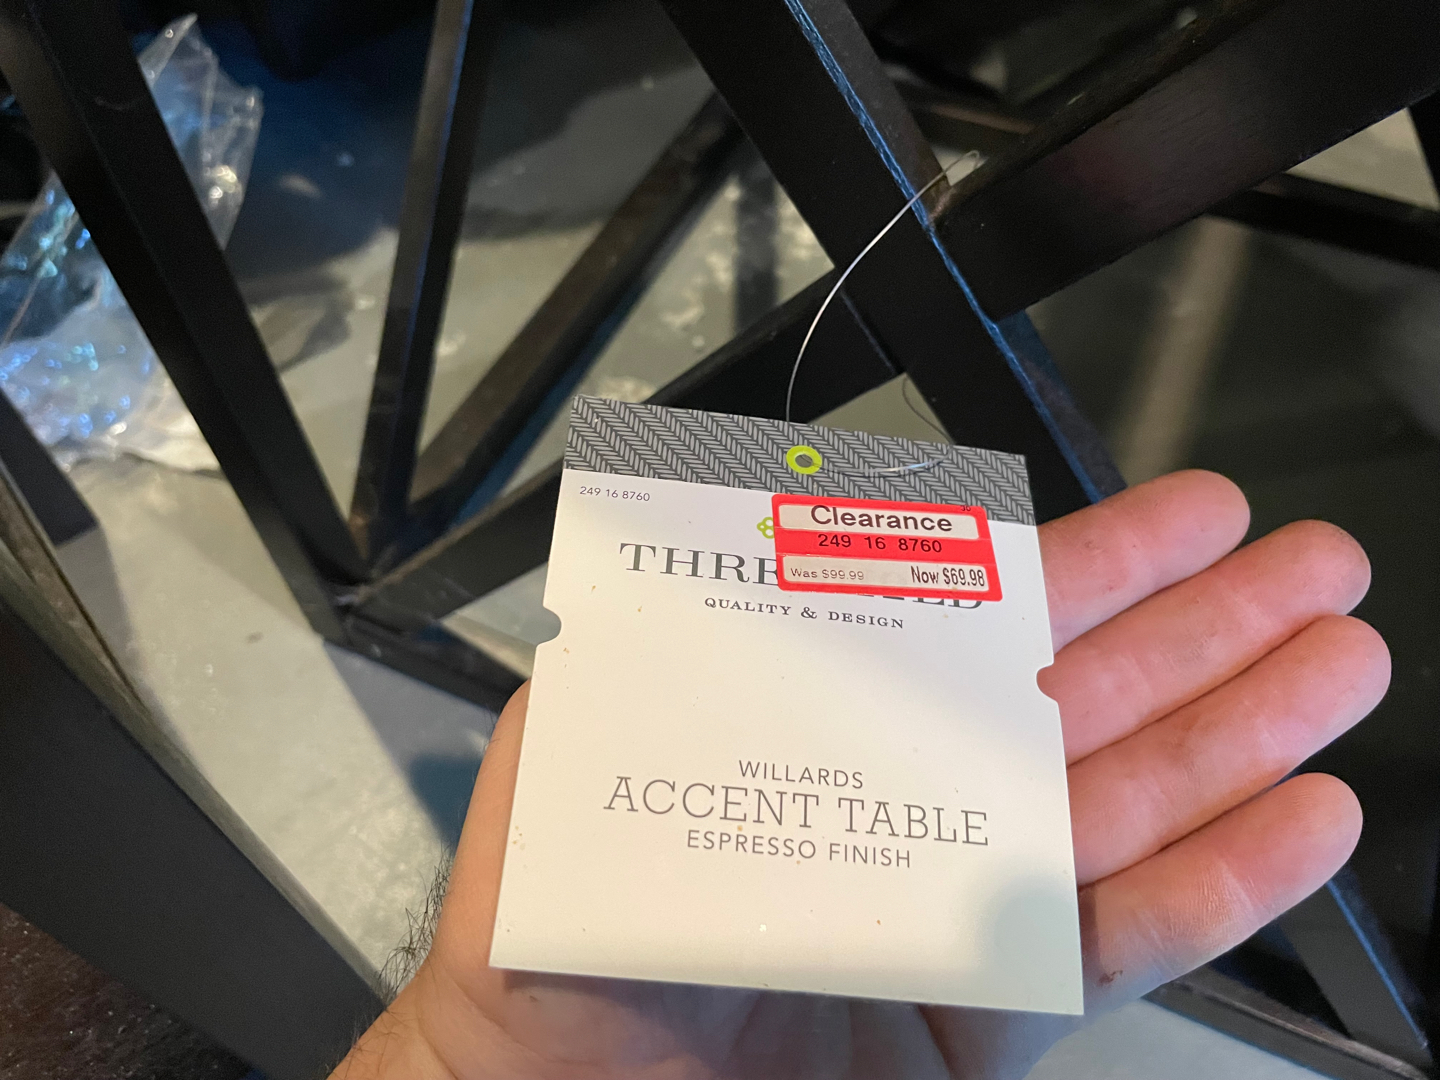 249 16 8760
Clearance
249 16 8760
Was $99.99 Now $69.98
QUALITY & DESIGN
WILLARDS
ACCENT TABLE
ESPRESSO FINISH